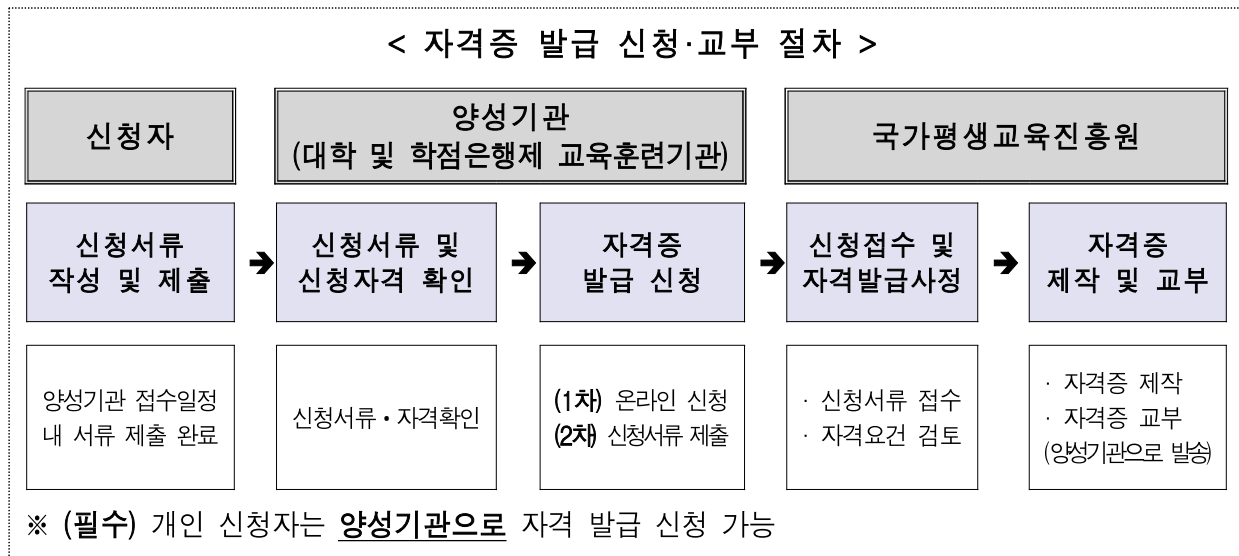 < 자격증 발급 신청·교부 절차 >
신청자
양성기관
(대학 및 학점은행제 교육훈련기관)
국가평생교육진흥원
신청서류
작성 및 제출
➔
신청서류 및
신청자격 확인
➔
자격증
발급 신청
➔
신청접수 및
자격발급사정
➔
자격증
제작 및 교부
양성기관 접수일정
내 서류 제출 완료
신청서류·자격확인
(1차) 온라인 신청
(2차) 신청서류 제출
· 신청서류 접수
· 자격요건 검토
· 자격증 제작
· 자격증 교부
(양성기관으로 발송)
※ (필수) 개인 신청자는 양성기관으로 자격 발급 신청 가능